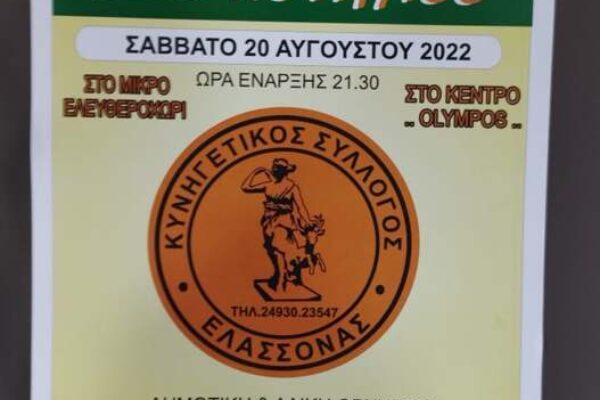 ΣΑΒΒΑΤΟ 20 ΑΥΓΟΥΣΤΟΥ 2022
ΩΡΑ ΕΝΑΡΞΗΣ 21.30
ΣΤΟ ΜΙΚΡΟ
ΕΛΕΥΘΕΡΟΧΩΡΙ
ΣΤΟ ΚΕΝΤΡΟ
.. OLYMPOS ..
ΚΥΝΗΓΕΤΙΚΟΣ ΣΥΛΛΟΓΟΣ
ΤΗΛ.24930.23547
ΕΛΑΣΣΟΝΑΣ